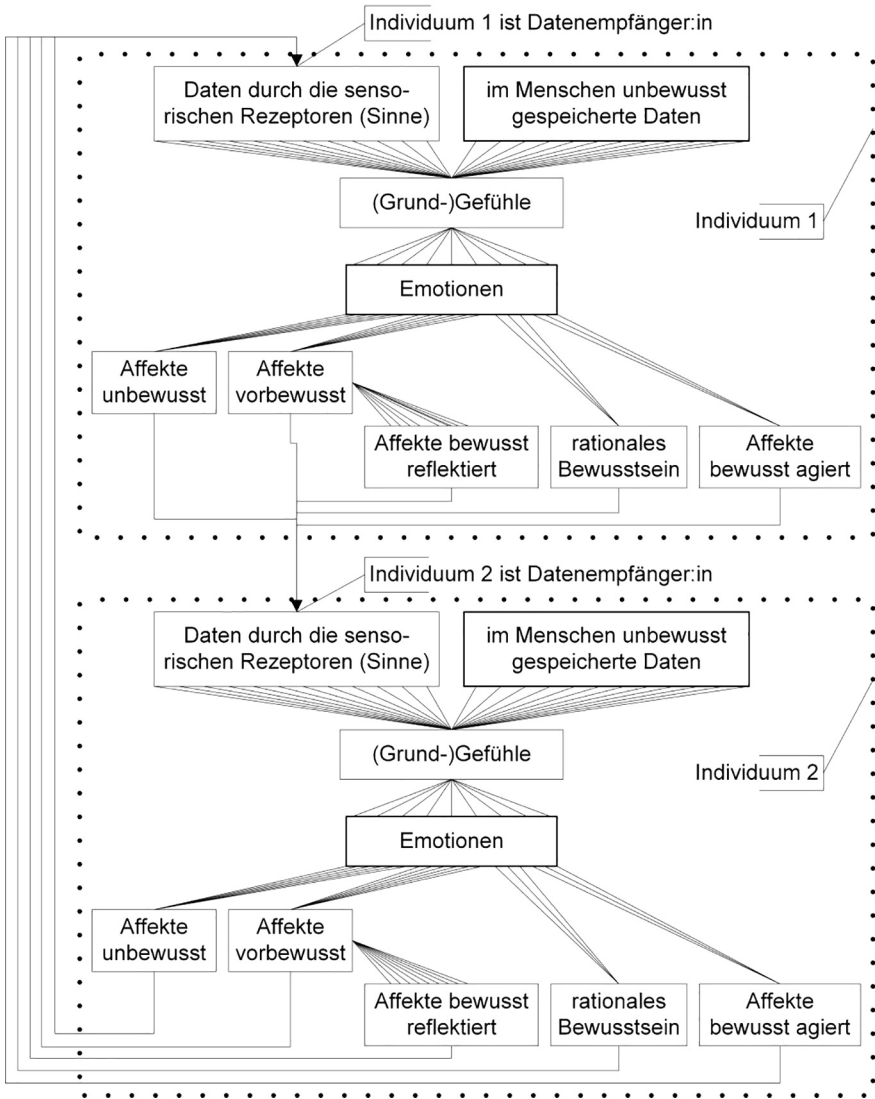 Individuum 1 ist Datenempfänger:in
Daten durch die senso-
rischen Rezeptoren (Sinne)
im Menschen unbewusst
gespeicherte Daten
(Grund-)Gefühle
Individuum 1
Emotionen
Affekte
unbewusst
Affekte
vorbewusst
Affekte bewusst
reflektiert
rationales
Bewusstsein
Affekte
bewusst agiert
Individuum 2 ist Datenempfänger:in
Daten durch die senso-
rischen Rezeptoren (Sinne)
im Menschen unbewusst
gespeicherte Daten
(Grund-)Gefühle
Individuum 2
Emotionen
Affekte
unbewusst
Affekte
vorbewusst
Affekte bewusst
reflektiert
rationales
Bewusstsein
Affekte
bewusst agiert